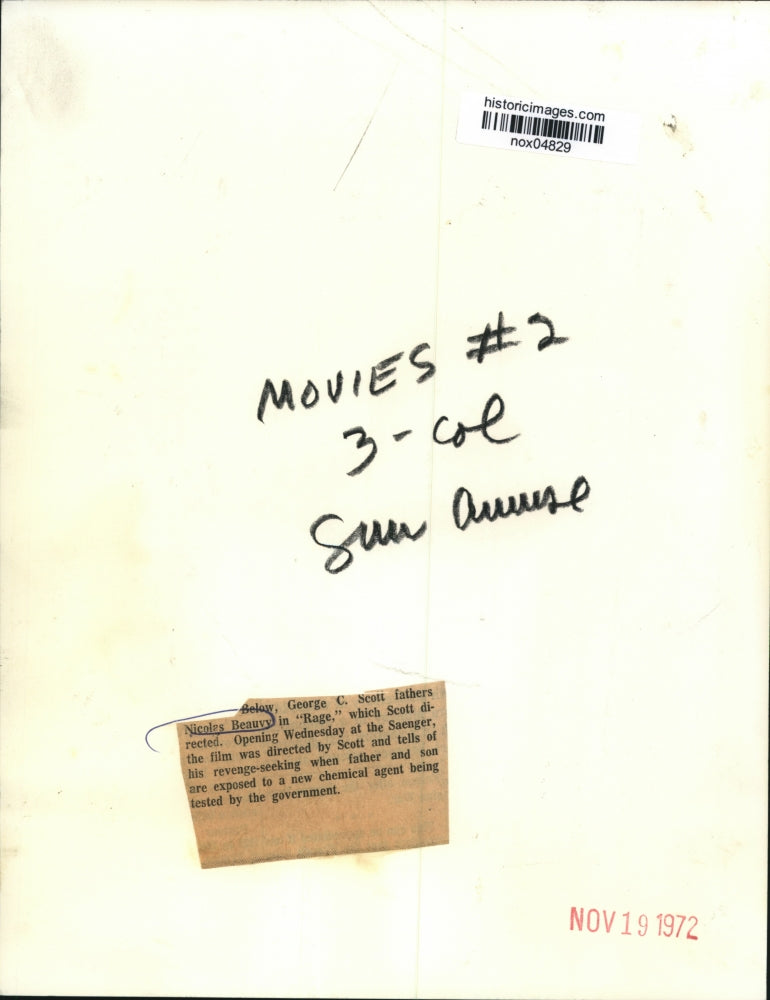 historicimages.com
nox04829
MOVIES #2
3-col
Sun Amuse
Below, George C. Scott fathers
Nicolas Beauvy in "Rage," which Scott di-
rected. Opening Wednesday at the Saenger,
the film was directed by Scott and tells of
his revenge-seeking when father and son
are exposed to a new chemical agent being
tested by the government.
NOV 19 1972